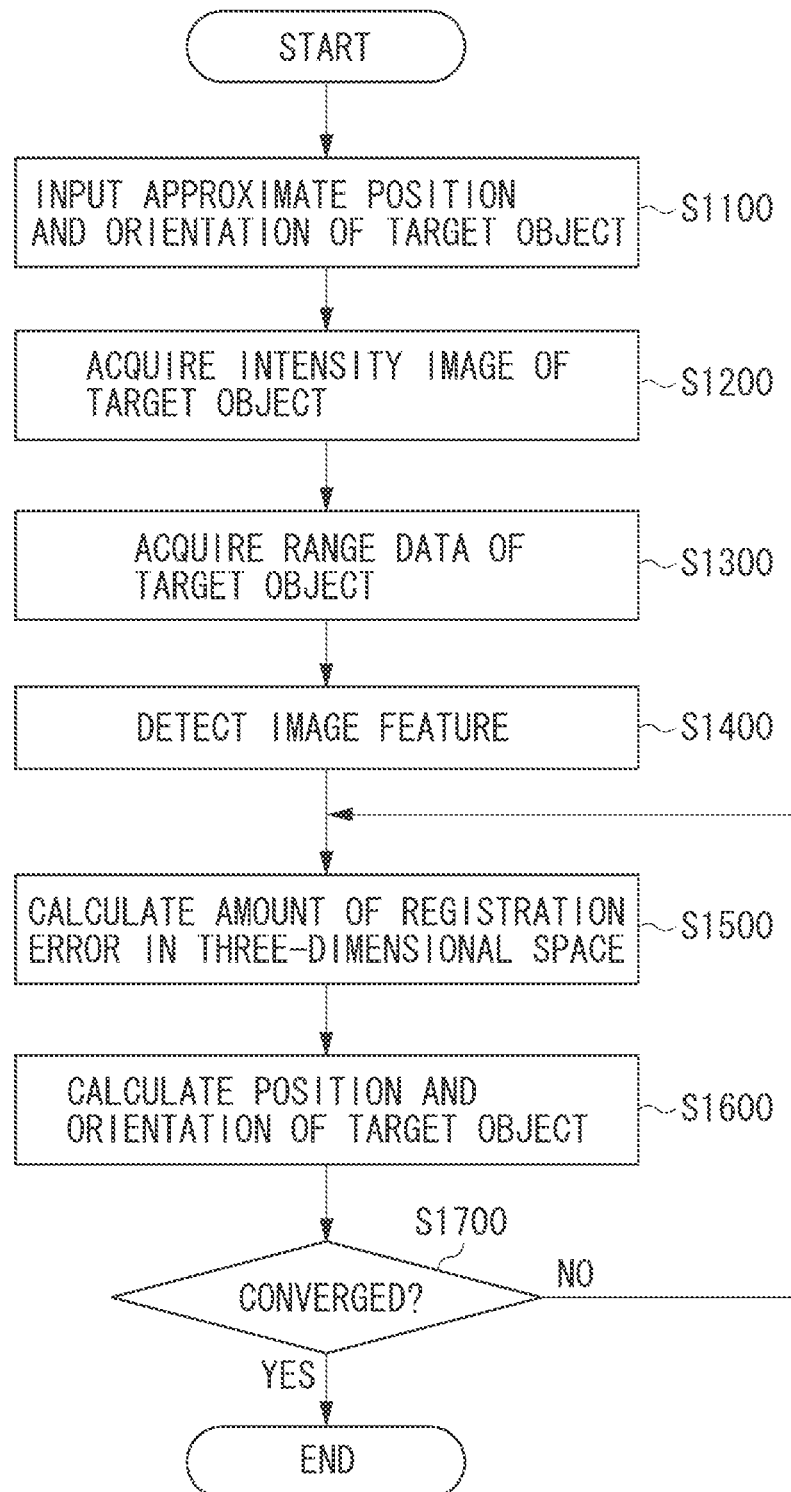 START
INPUT APPROXIMATE POSITION
AND ORIENTATION OF TARGET OBJECT
S1100
ACQUIRE INTENSITY IMAGE OF
TARGET OBJECT
S1200
ACQUIRE RANGE DATA OF
TARGET OBJECT
S1300
DETECT IMAGE FEATURE
S1400
CALCULATE AMOUNT OF REGISTRATION
ERROR IN THREE-DIMENSIONAL SPACE
S1500
CALCULATE POSITION AND
ORIENTATION OF TARGET OBJECT
S1600
S1700
CONVERGED?
NO
YES
END